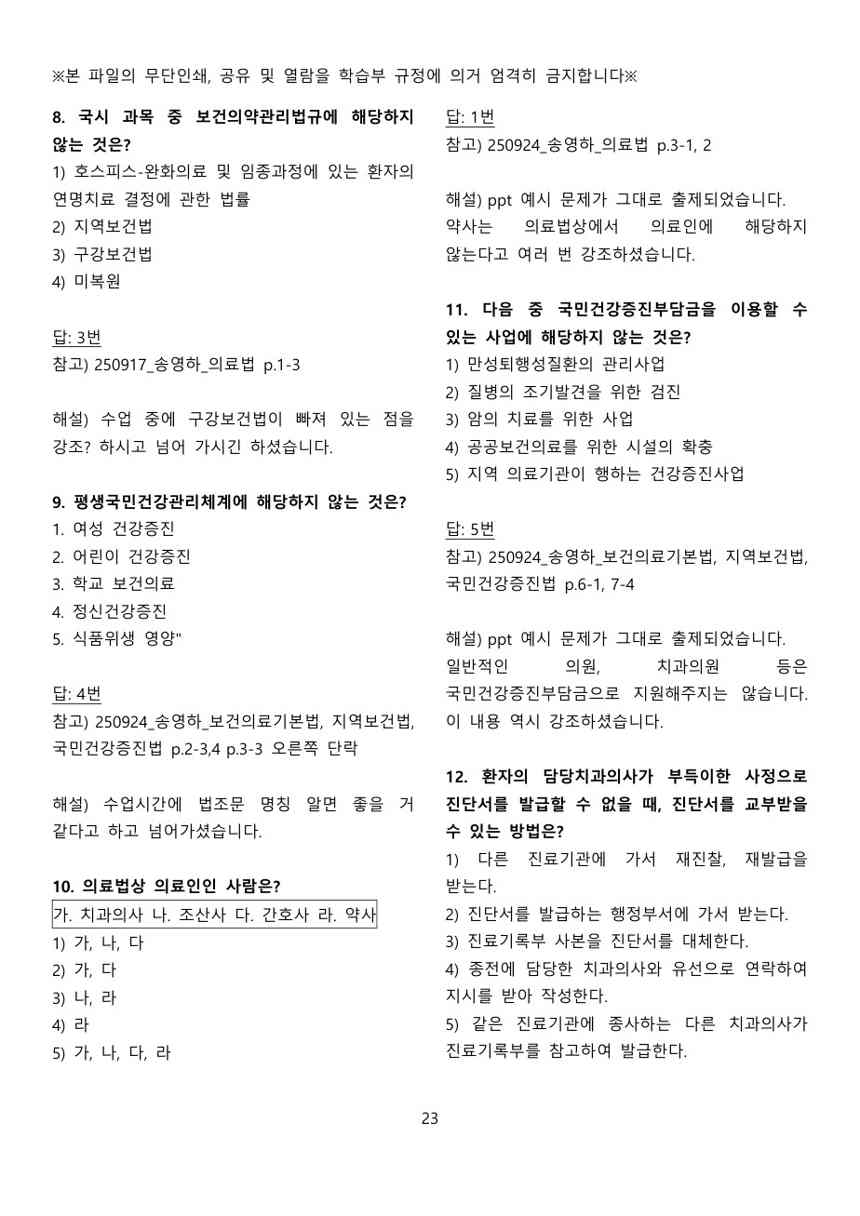 ※본 파일의 무단인쇄, 공유 및 열람을 학습부 규정에 의거 엄격히 금지합니다※
8. 국시 과목 중 보건의약관리법규에 해당하지
않는 것은?
1) 호스피스-완화의료 및 임종과정에 있는 환자의
연명치료 결정에 관한 법률
2) 지역보건법
3) 구강보건법
4) 미복원
답: 3번
참고) 250917_송영하_의료법 p.1-3
해설) 수업 중에 구강보건법이 빠져 있는 점을
강조? 하시고 넘어 가시긴 하셨습니다.
9. 평생국민건강관리체계에 해당하지 않는 것은?
1. 여성 건강증진
2. 어린이 건강증진
3. 학교 보건의료
4. 정신건강증진
5. 식품위생 영양"
답: 4번
참고) 250924_송영하_보건의료기본법, 지역보건법,
국민건강증진법 p.2-3,4 p.3-3 오른쪽 단락
해설) 수업시간에 법조문 명칭 알면 좋을 거
같다고 하고 넘어가셨습니다.
10. 의료법상 의료인인 사람은?
가. 치과의사 나. 조산사 다. 간호사 라. 약사
1) 가, 나, 다
2) 가, 다
3) 나, 라
4) 라
5) 가, 나, 다, 라
답: 1번
참고) 250924_송영하_의료법 p.3-1, 2
해설) ppt 예시 문제가 그대로 출제되었습니다.
약사는 의료법상에서 의료인에 해당하지
않는다고 여러 번 강조하셨습니다.
11. 다음 중 국민건강증진부담금을 이용할 수
있는 사업에 해당하지 않는 것은?
1) 만성퇴행성질환의 관리사업
2) 질병의 조기발견을 위한 검진
3) 암의 치료를 위한 사업
4) 공공보건의료를 위한 시설의 확충
5) 지역 의료기관이 행하는 건강증진사업
답: 5번
참고) 250924_송영하_보건의료기본법, 지역보건법,
국민건강증진법 p.6-1, 7-4
해설) ppt 예시 문제가 그대로 출제되었습니다.
일반적인 의원, 치과의원 등은
국민건강증진부담금으로 지원해주지는 않습니다.
이 내용 역시 강조하셨습니다.
12. 환자의 담당치과의사가 부득이한 사정으로
진단서를 발급할 수 없을 때, 진단서를 교부받을
수 있는 방법은?
1) 다른 진료기관에 가서 재진찰, 재발급을
받는다.
2) 진단서를 발급하는 행정부서에 가서 받는다.
3) 진료기록부 사본을 진단서를 대체한다.
4) 종전에 담당한 치과의사와 유선으로 연락하여
지시를 받아 작성한다.
5) 같은 진료기관에 종사하는 다른 치과의사가
진료기록부를 참고하여 발급한다.
23